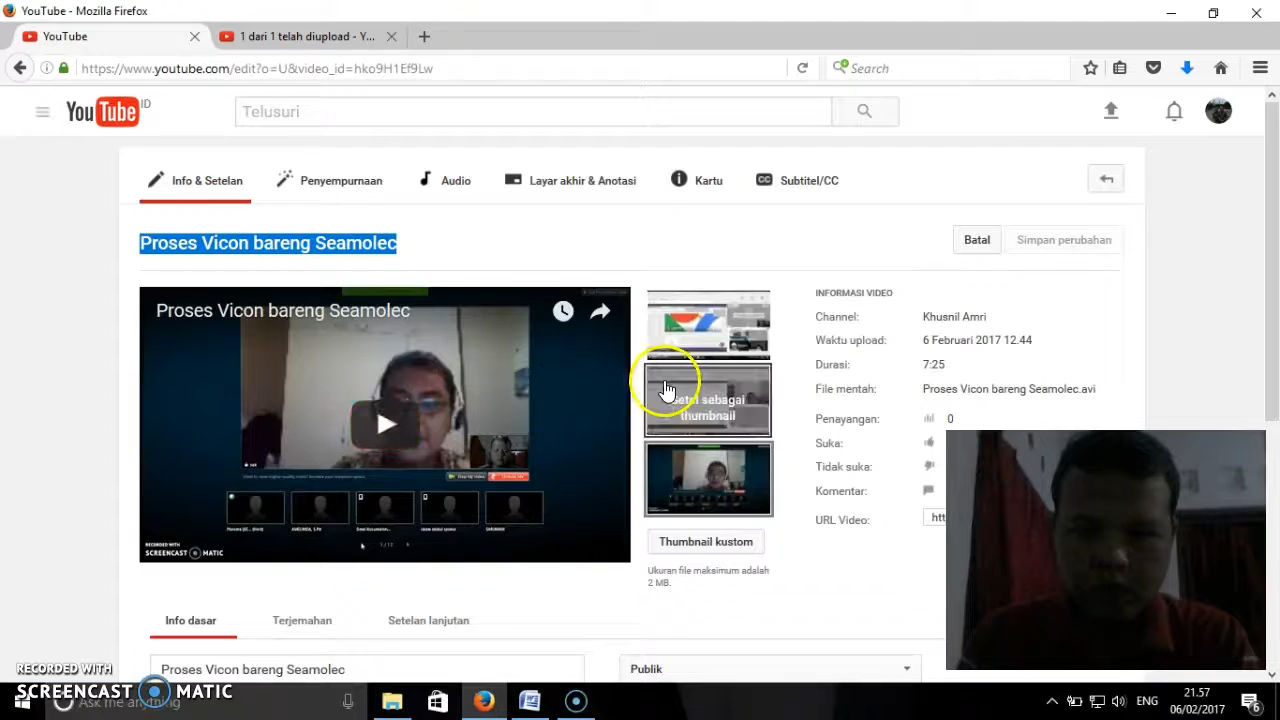 YouTube - Mozilla Firefox
YouTube
1 dari 1 telah diupload - Y...
https://www.youtube.com/edit?o=U&video_id=hko9H1Ef9Lw
Search
YouTube ID
Telusuri
Info & Setelan
Penyempurnaan
Audio
Layar akhir & Anotasi
Kartu
CC Subtitel/CC
Proses Vicon bareng Seamolec
Batal
Simpan perubahan
Proses Vicon bareng Seamolec
sebagai
thumbnail
RECORDED WITH
SCREENCAST MATIC
Thumbnail kustom
Ukuran file maksimum adalah
2 MB.
INFORMASI VIDEO
Channel: Khusnil Amri
Waktu upload: 6 Februari 2017 12.44
Durasi: 7:25
File mentah: Proses Vicon bareng Seamolec.avi
Penayangan: 0
Suka:
Tidak suka:
Komentar:
URL Video: htt
Info dasar
Terjemahan
Setelan lanjutan
Proses Vicon bareng Seamolec
Publik
RECORDED WITH
SCREENCAST MATIC
Ask me anything
ENG
21.57
06/02/2017
6